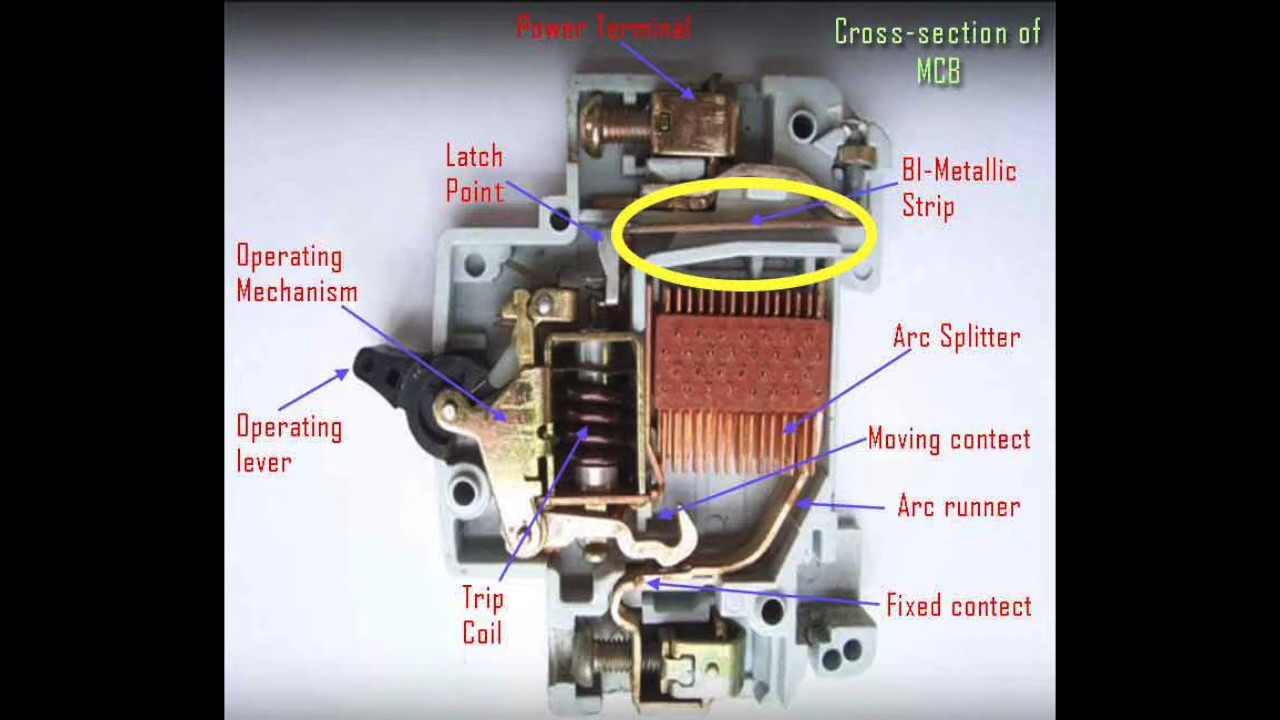 Power Terminal
Cross-section of
MCB
Latch
Point
BI-Metallic
Strip
Operating
Mechanism
Arc Splitter
Operating
lever
Moving contect
Arc runner
Trip
Coil
Fixed contect